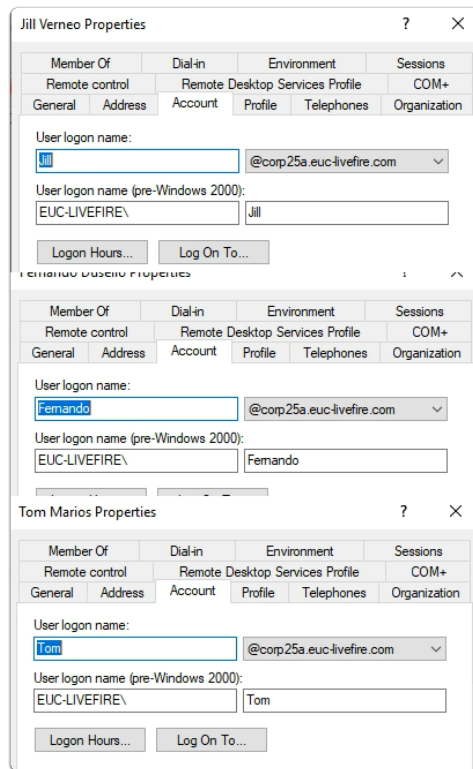 Jill Verneo Properties ? ×
Member Of Dial-in Environment Sessions
Remote control Remote Desktop Services Profile COM+
General Address Account Profile Telephones Organization
User logon name:
Jill @corp25a.euc-livefire.com
User logon name (pre-Windows 2000):
EUC-LIVEFIRE\ Jill
Logon Hours... Log On To...
Fernando Dusello Properties
Member Of Dial-in Environment Sessions
Remote control Remote Desktop Services Profile COM+
General Address Account Profile Telephones Organization
User logon name:
Fernando @corp25a.euc-livefire.com
User logon name (pre-Windows 2000):
EUC-LIVEFIRE\ Fernando
Tom Marios Properties ? ×
Member Of Dial-in Environment Sessions
Remote control Remote Desktop Services Profile COM+
General Address Account Profile Telephones Organization
User logon name:
Tom @corp25a.euc-livefire.com
User logon name (pre-Windows 2000):
EUC-LIVEFIRE\ Tom
Logon Hours... Log On To...